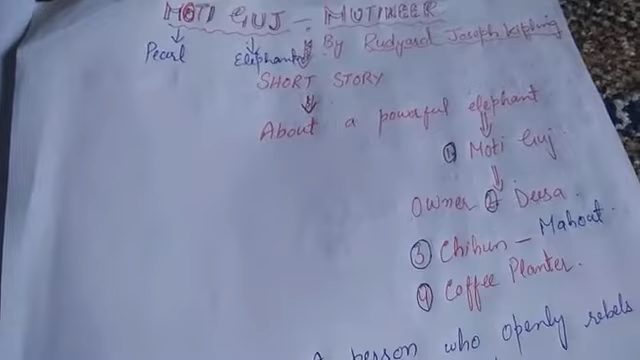 MOTI GUJ - MUTINEER
Pearl Elephant By Rudyard Joseph Kipling
SHORT STORY
About a powerful elephant
① Moti Guj
Owner ② Deesa.
③ Chihun - Mahout.
④ Coffee Planter.
A person who openly rebels